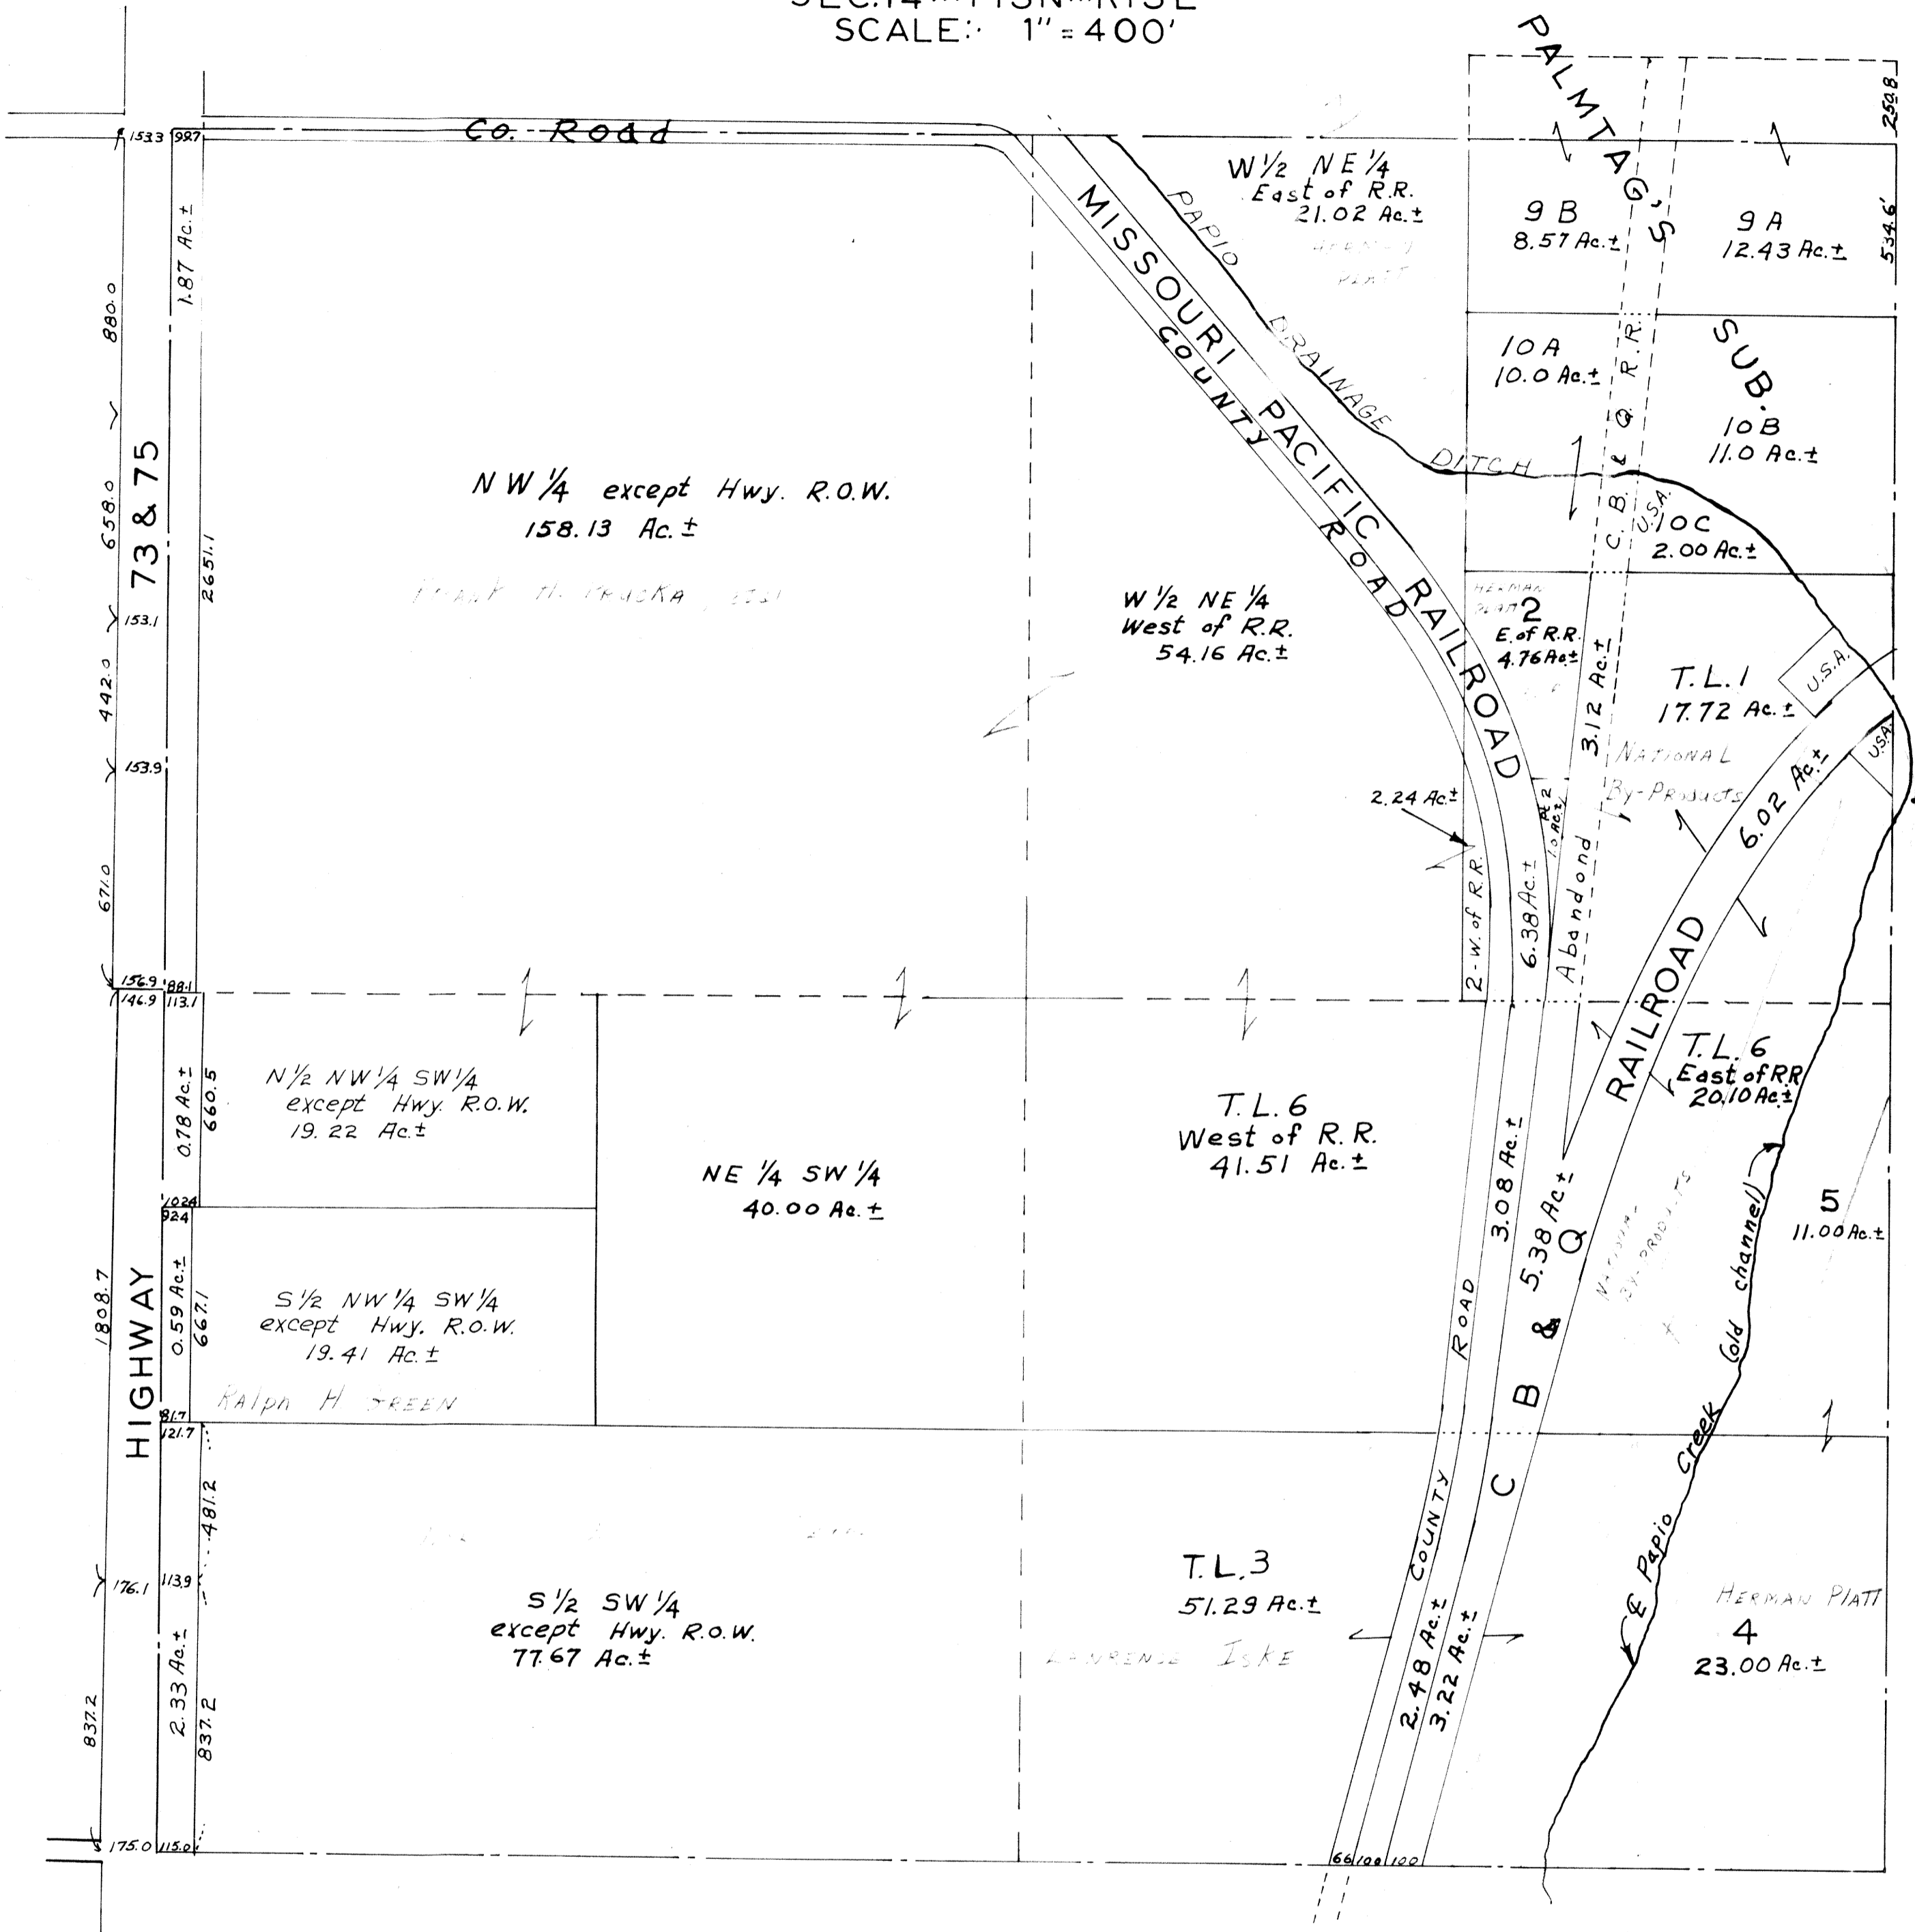 SCALE: 1" = 400'
PALMTAG'S
SUB.
250.8
534.6'
Co. Road
153.3
99.7
1.87 Ac.±
880.0
658.0
442.0
671.0
73 & 75
2651.1
153.1
153.9
156.9
88.1
146.9
113.1
NW 1/4 except Hwy. R.O.W.
158.13 Ac.±
MISSOURI PACIFIC RAILROAD
COUNTY ROAD
PAPIO DRAINAGE DITCH
W 1/2 NE 1/4
East of R.R.
21.02 Ac.±
9 B
8.57 Ac.±
9 A
12.43 Ac.±
10 A
10.0 Ac.±
10 B
11.0 Ac.±
C. B. & Q. R.R.
U.S.A.
10 C
2.00 Ac.±
W 1/2 NE 1/4
West of R.R.
54.16 Ac.±
HERMAN
2
E. of R.R.
4.76 Ac±
3.12 Ac.±
T.L. 1
17.72 Ac.±
U.S.A.
U.S.A.
NATIONAL
By-Products
2.24 Ac.±
Pt. 2
1.0 Ac.±
Abandond
2-W. of R.R.
6.38 Ac.±
6.02 Ac.±
RAILROAD
0.78 Ac.±
660.5
N 1/2 NW 1/4 SW 1/4
except Hwy. R.O.W.
19.22 Ac.±
NE 1/4 SW 1/4
40.00 Ac.±
T.L. 6
West of R.R.
41.51 Ac.±
T.L. 6
East of RR
20.10 Ac.±
102.4
92.4
1808.7
HIGHWAY
0.59 Ac.±
667.1
S 1/2 NW 1/4 SW 1/4
except Hwy. R.O.W.
19.41 Ac.±
Ralph H GREEN
81.7
121.7
3.08 Ac.±
5.38 Ac.±
C B & Q
COUNTY ROAD
BY-PRODUCTS
5
11.00 Ac.±
℄ Papio Creek (old channel)
481.2
176.1
113.9
2.33 Ac.±
837.2
837.2
S 1/2 SW 1/4
except Hwy. R.O.W.
77.67 Ac.±
T.L. 3
51.29 Ac.±
ISKE
2.48 Ac.±
3.22 Ac.±
HERMAN PLATT
4
23.00 Ac.±
175.0
115.0
66
100
100